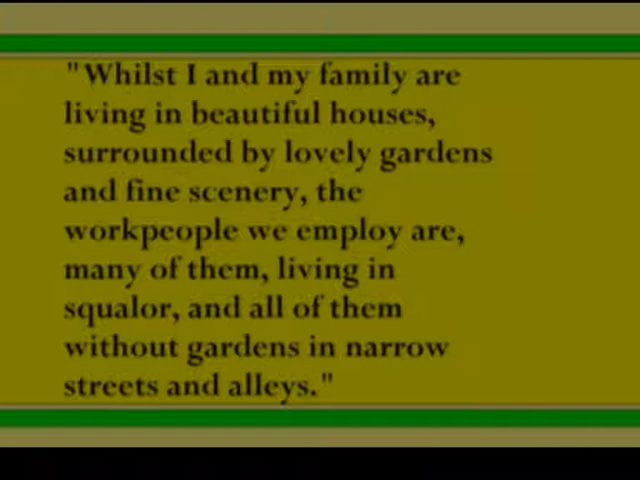 "Whilst I and my family are
living in beautiful houses,
surrounded by lovely gardens
and fine scenery, the
workpeople we employ are,
many of them, living in
squalor, and all of them
without gardens in narrow
streets and alleys."